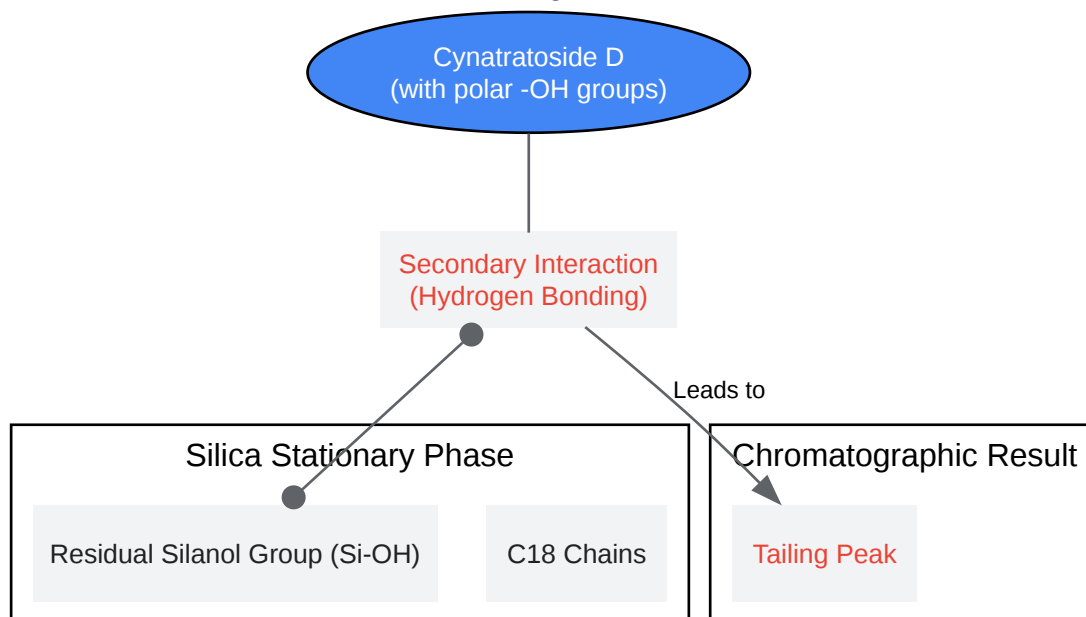 Cynatratoside D
(with polar -OH groups)
Secondary Interaction
(Hydrogen Bonding)
Leads to
Silica Stationary Phase
Chromatographic Result
Residual Silanol Group (Si-OH)
C18 Chains
Tailing Peak